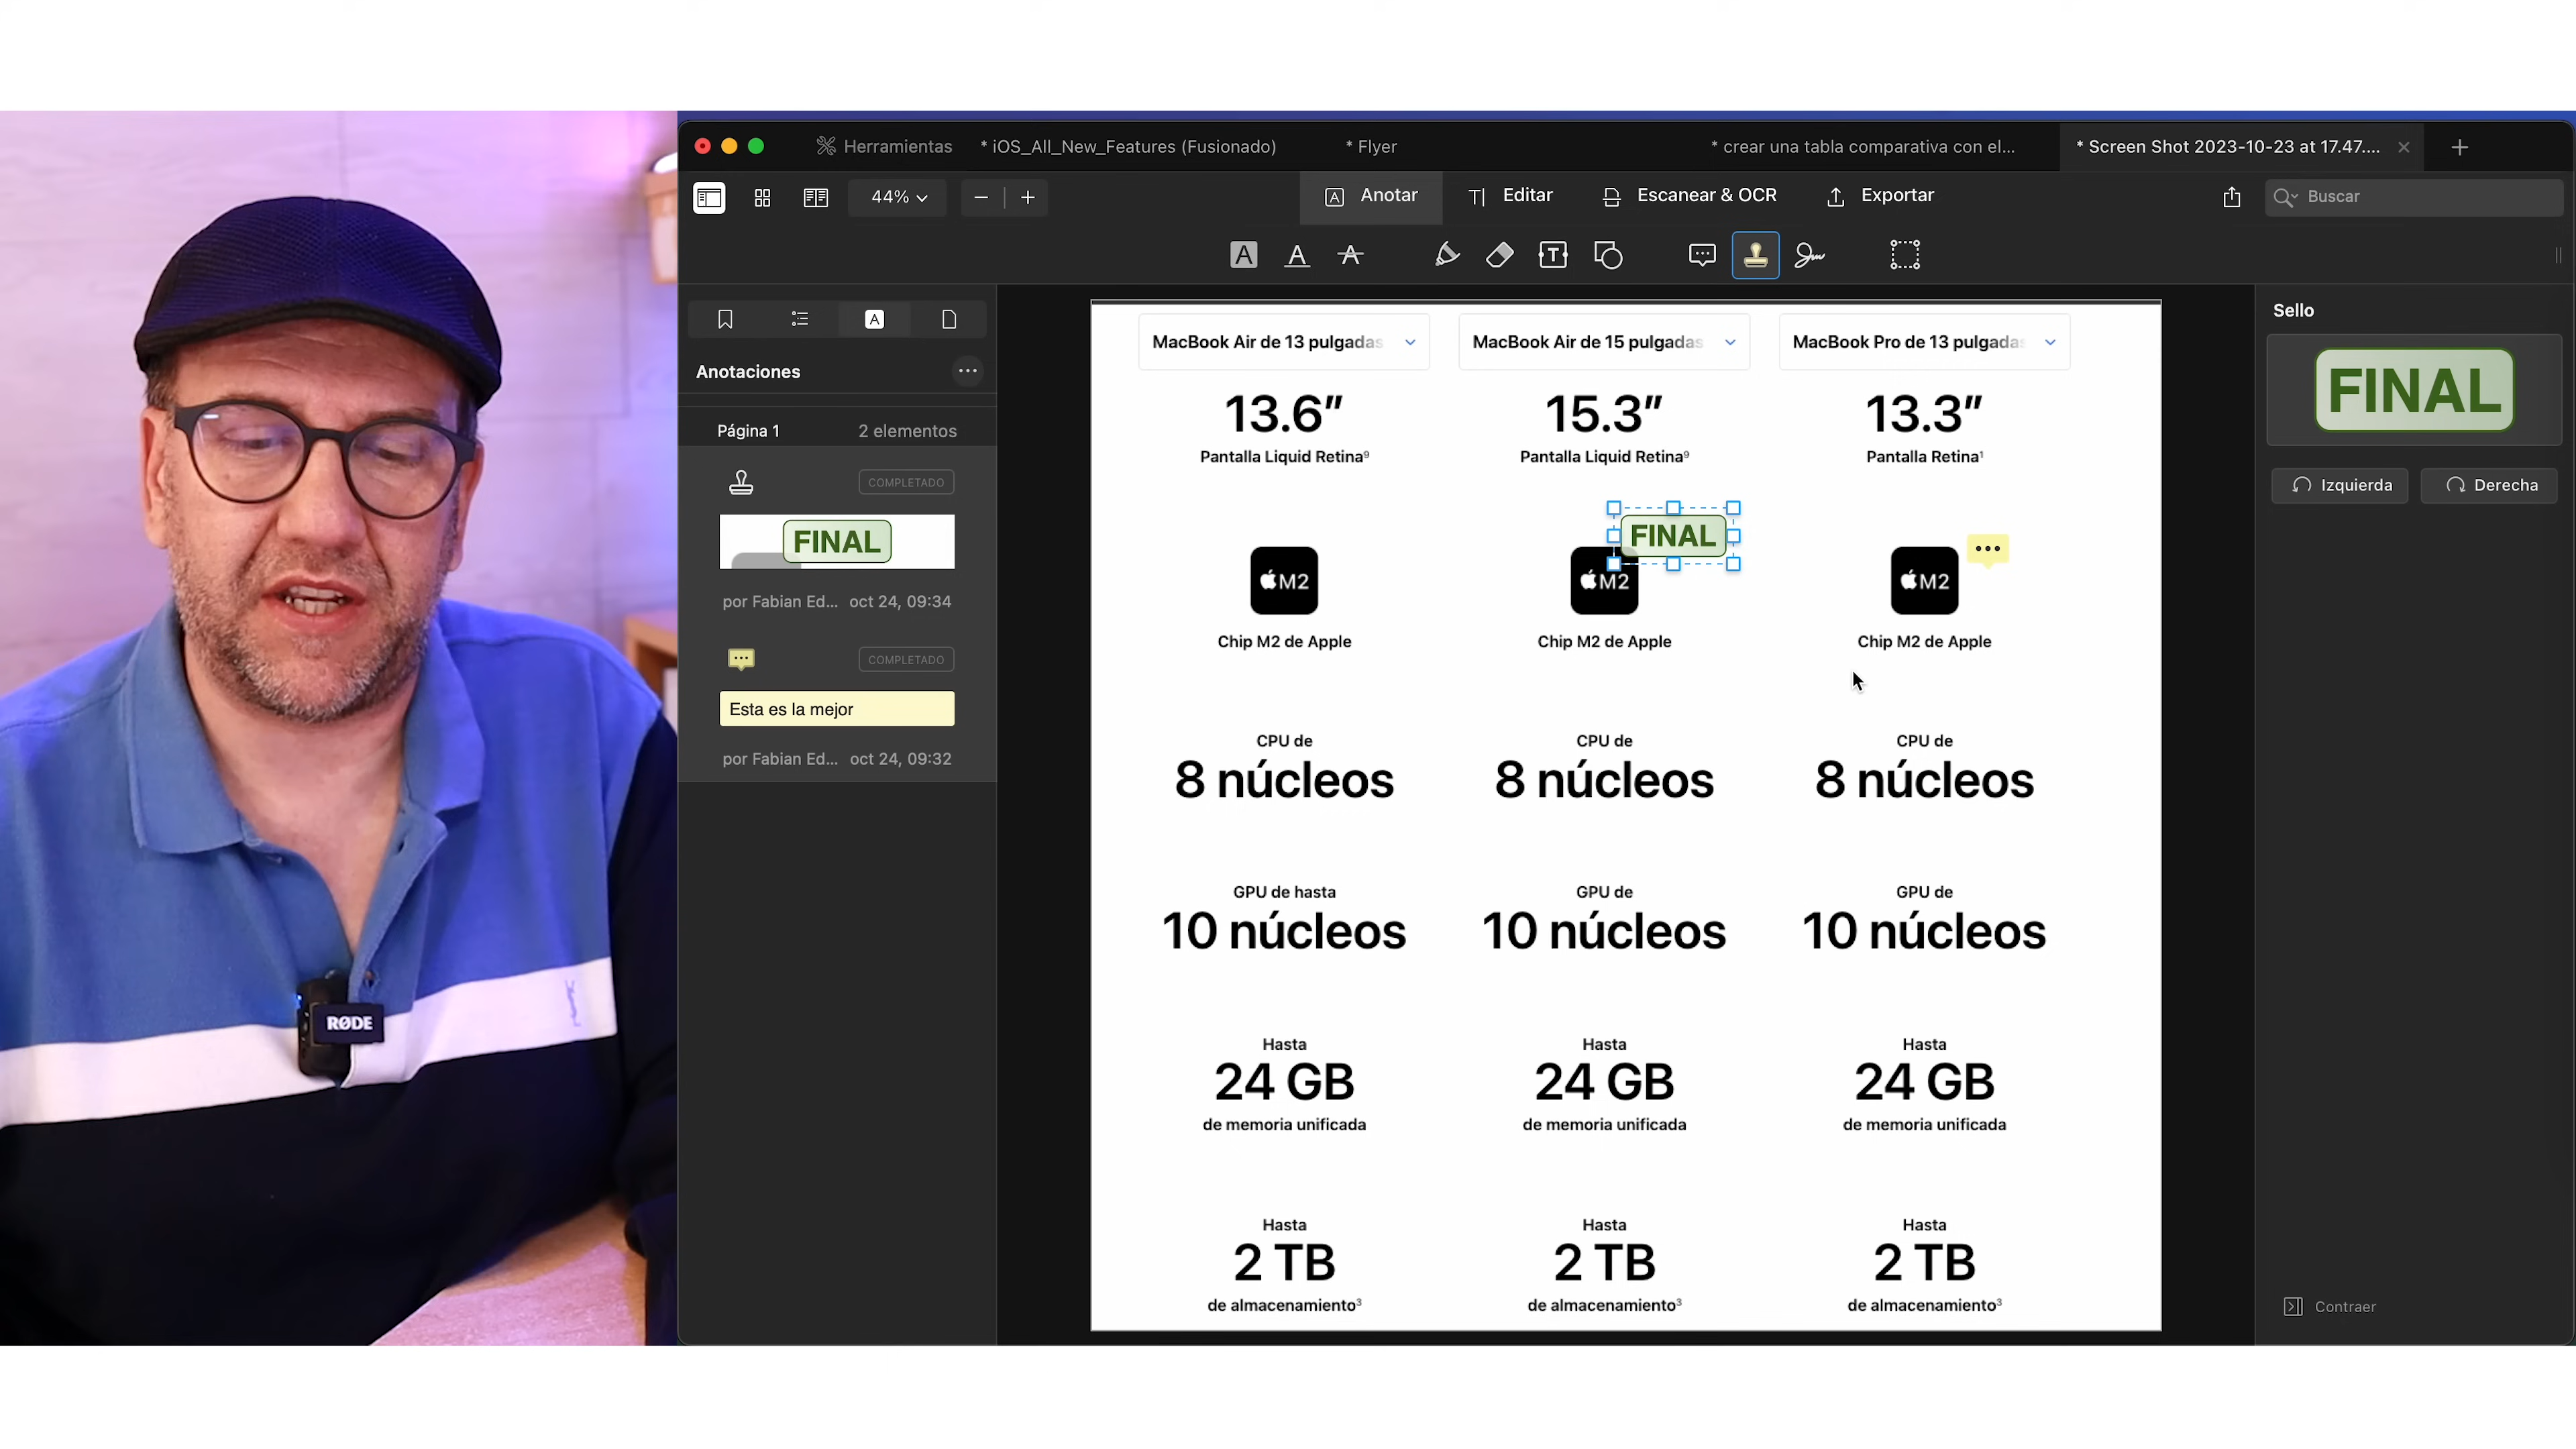 Herramientas
* iOS_All_New_Features (Fusionado)
* Flyer
* crear una tabla comparativa con el...
* Screen Shot 2023-10-23 at 17.47....
44%
Anotar
Editar
Escanear & OCR
Exportar
Buscar
Anotaciones
Página 1
2 elementos
COMPLETADO
FINAL
por Fabian Ed... oct 24, 09:34
COMPLETADO
Esta es la mejor
por Fabian Ed... oct 24, 09:32
MacBook Air de 13 pulgadas
MacBook Air de 15 pulgadas
MacBook Pro de 13 pulgadas
13.6″
15.3″
13.3″
Pantalla Liquid Retina⁹
Pantalla Liquid Retina⁹
Pantalla Retina¹
FINAL
M2
M2
M2
Chip M2 de Apple
Chip M2 de Apple
Chip M2 de Apple
CPU de
CPU de
CPU de
8 núcleos
8 núcleos
8 núcleos
GPU de hasta
GPU de
GPU de
10 núcleos
10 núcleos
10 núcleos
Hasta
Hasta
Hasta
24 GB
24 GB
24 GB
de memoria unificada
de memoria unificada
de memoria unificada
Hasta
Hasta
Hasta
2 TB
2 TB
2 TB
de almacenamiento³
de almacenamiento³
de almacenamiento³
Sello
FINAL
Izquierda
Derecha
Contraer
RØDE